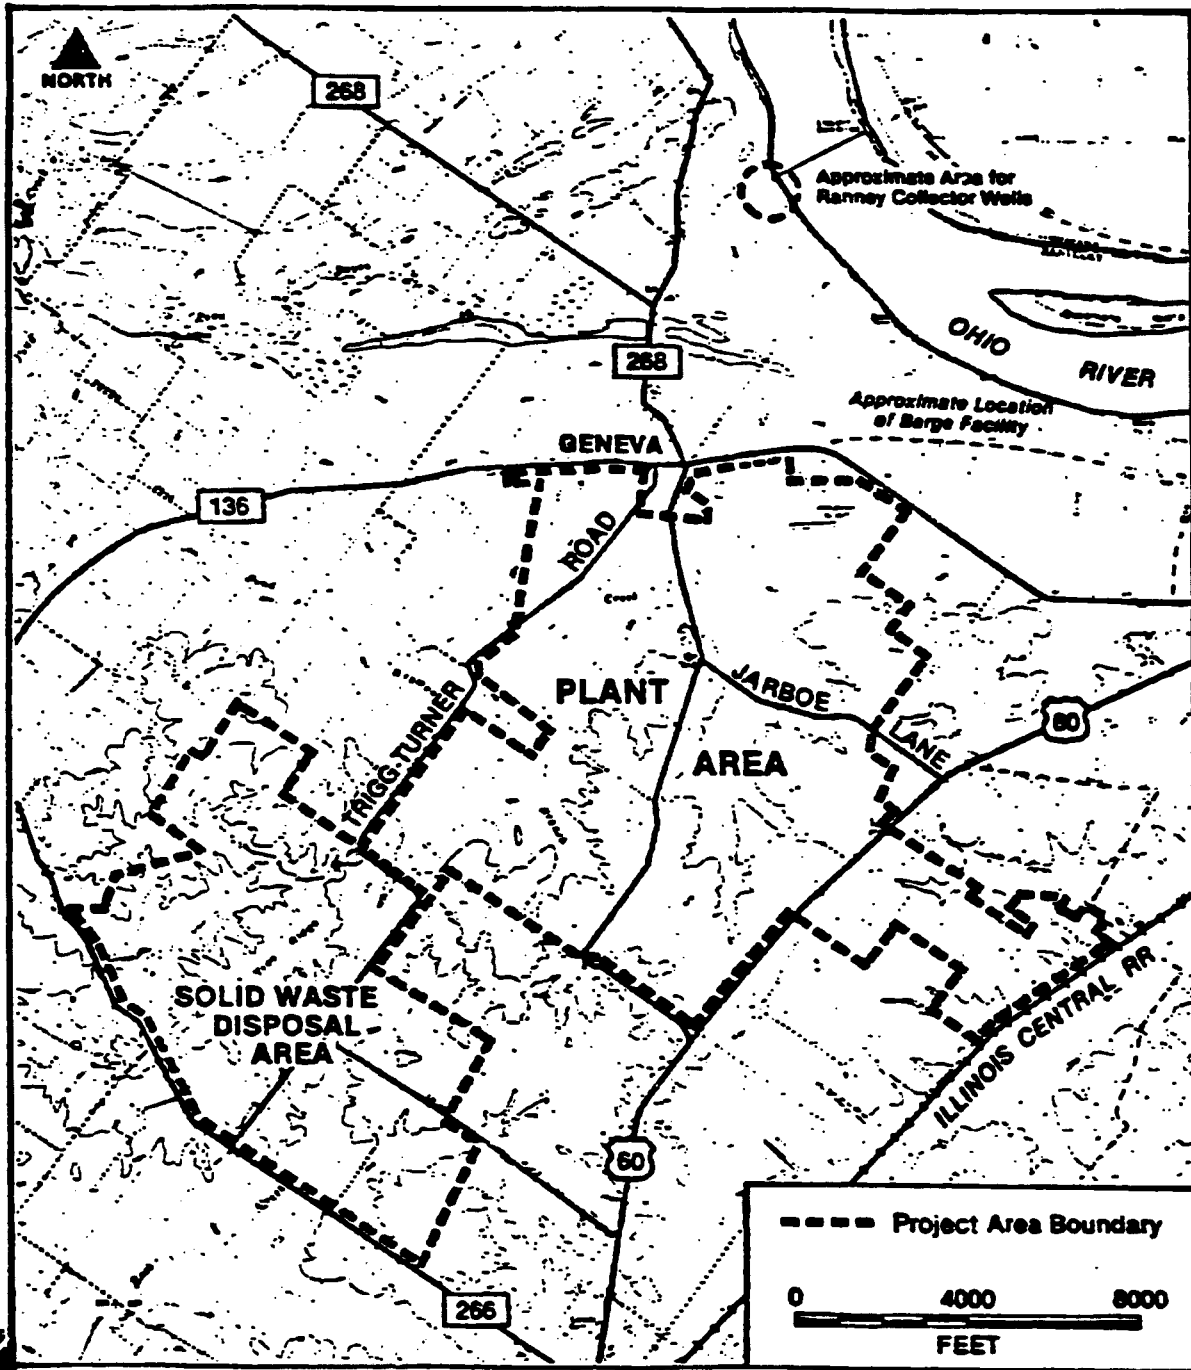 NORTH
268
Approximate Area for
Ranney Collector Wells
OHIO
RIVER
268
Approximate Location
of Barge Facility
GENEVA
136
ROAD
Creek
PLANT
JARBOE
LANE
60
AREA
TRIGG-TURNER
SOLID WASTE
DISPOSAL
AREA
ILLINOIS CENTRAL RR
60
266
Project Area Boundary
0 4000 8000
FEET